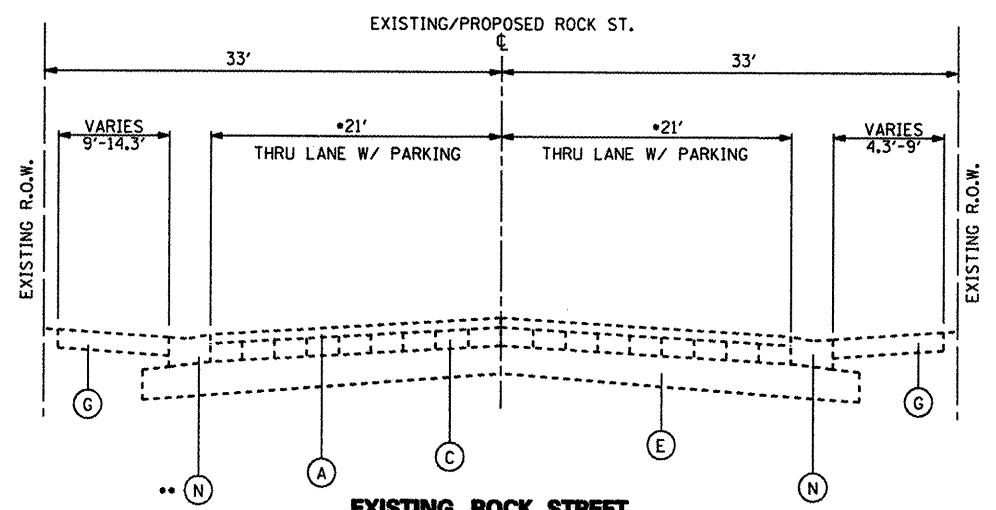 EXISTING/PROPOSED ROCK ST.
℄
33' 33'
VARIES
9'-14.3'
*21'
THRU LANE W/ PARKING
*21'
THRU LANE W/ PARKING
VARIES
4.3'-9'
EXISTING R.O.W.
EXISTING R.O.W.
G
** N
A
C
E
N
G
EXISTING ROCK STREET